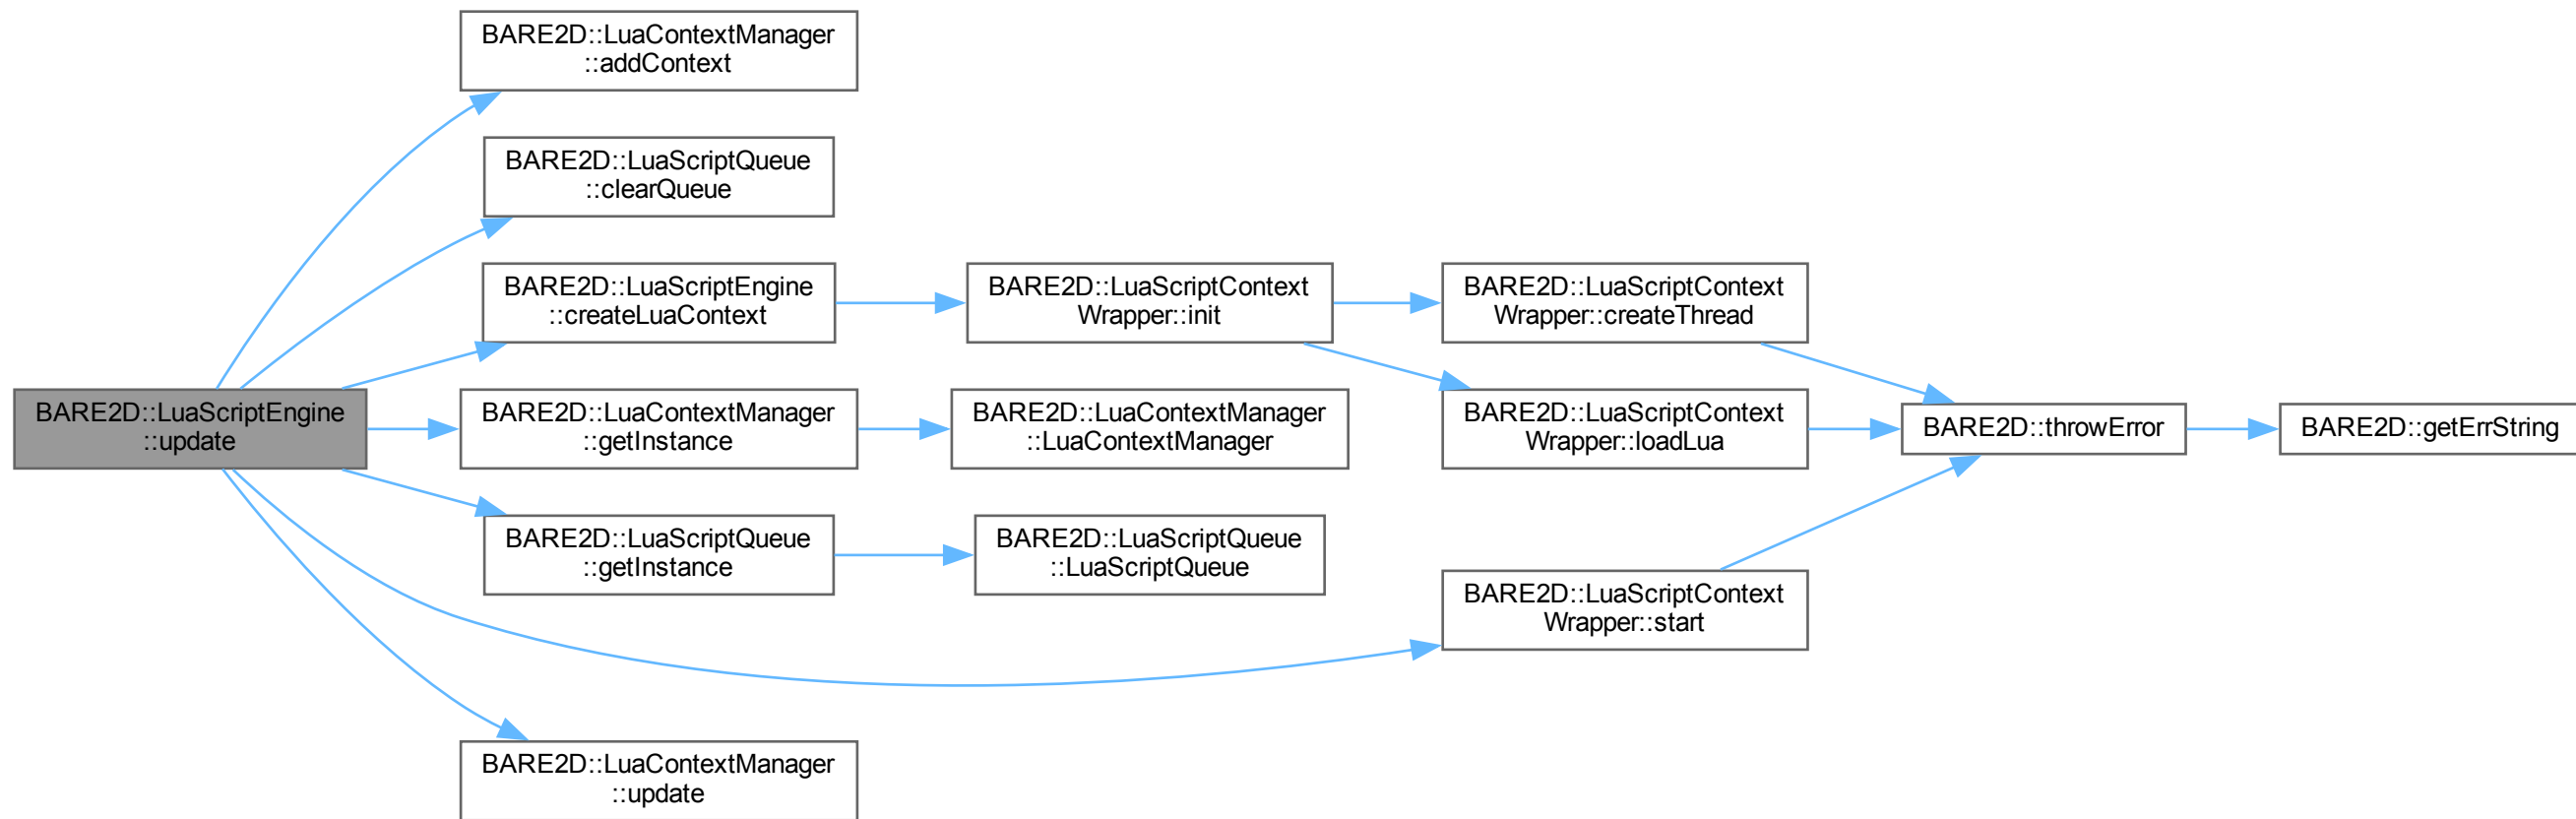 BARE2D::LuaContextManager
::addContext
BARE2D::LuaScriptQueue
::clearQueue
BARE2D::LuaScriptEngine
::createLuaContext
BARE2D::LuaScriptContext
Wrapper::init
BARE2D::LuaScriptContext
Wrapper::createThread
BARE2D::LuaScriptEngine
::update
BARE2D::LuaContextManager
::getInstance
BARE2D::LuaContextManager
::LuaContextManager
BARE2D::LuaScriptContext
Wrapper::loadLua
BARE2D::throwError
BARE2D::getErrString
BARE2D::LuaScriptQueue
::getInstance
BARE2D::LuaScriptQueue
::LuaScriptQueue
BARE2D::LuaScriptContext
Wrapper::start
BARE2D::LuaContextManager
::update